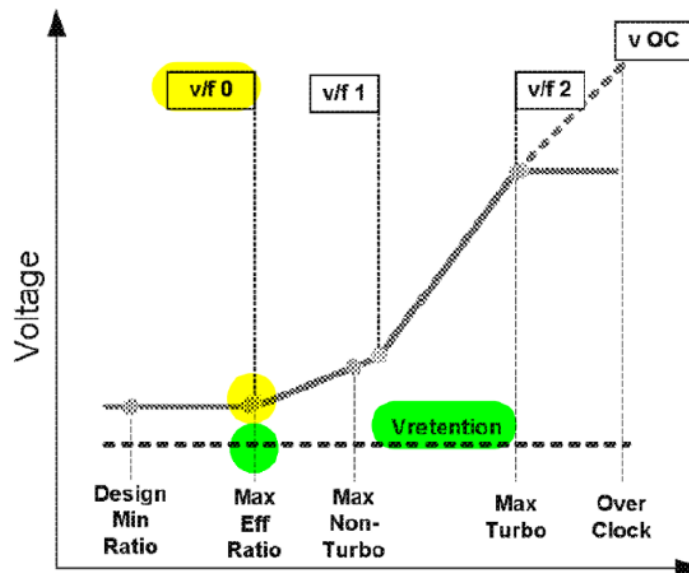 v OC
v/f 0
v/f 1
v/f 2
Voltage
Vretention
Design
Min
Ratio
Max
Eff
Ratio
Max
Non-
Turbo
Max
Turbo
Over
Clock